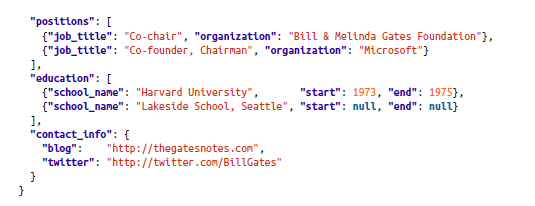 "positions": [
{"job_title": "Co-chair", "organization": "Bill & Melinda Gates Foundation"},
{"job_title": "Co-founder, Chairman", "organization": "Microsoft"}
],
"education": [
{"school_name": "Harvard University", "start": 1973, "end": 1975},
{"school_name": "Lakeside School, Seattle", "start": null, "end": null}
],
"contact_info": {
"blog": "http://thegatesnotes.com",
"twitter": "http://twitter.com/BillGates"
}
}